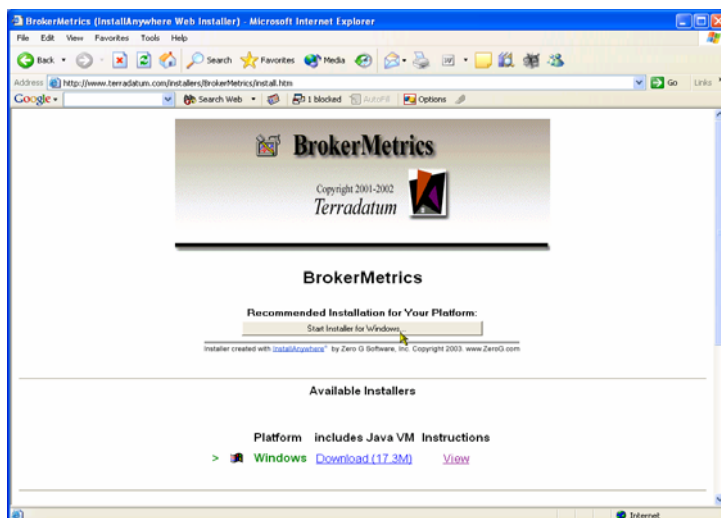 BrokerMetrics (InstallAnywhere Web Installer) - Microsoft Internet Explorer
File Edit View Favorites Tools Help
Back Search Favorites Media
Address http://www.terradatum.com/installers/BrokerMetrics/install.htm Go Links
Google Search Web 1 blocked AutoFill Options
BrokerMetrics
Copyright 2001-2002
Terradatum
BrokerMetrics
Recommended Installation for Your Platform:
Start Installer for Windows...
Installer created with InstallAnywhere® by Zero G Software, Inc. Copyright 2003. www.ZeroG.com
Available Installers
Platform includes Java VM Instructions
> Windows Download (17.3M) View
Internet